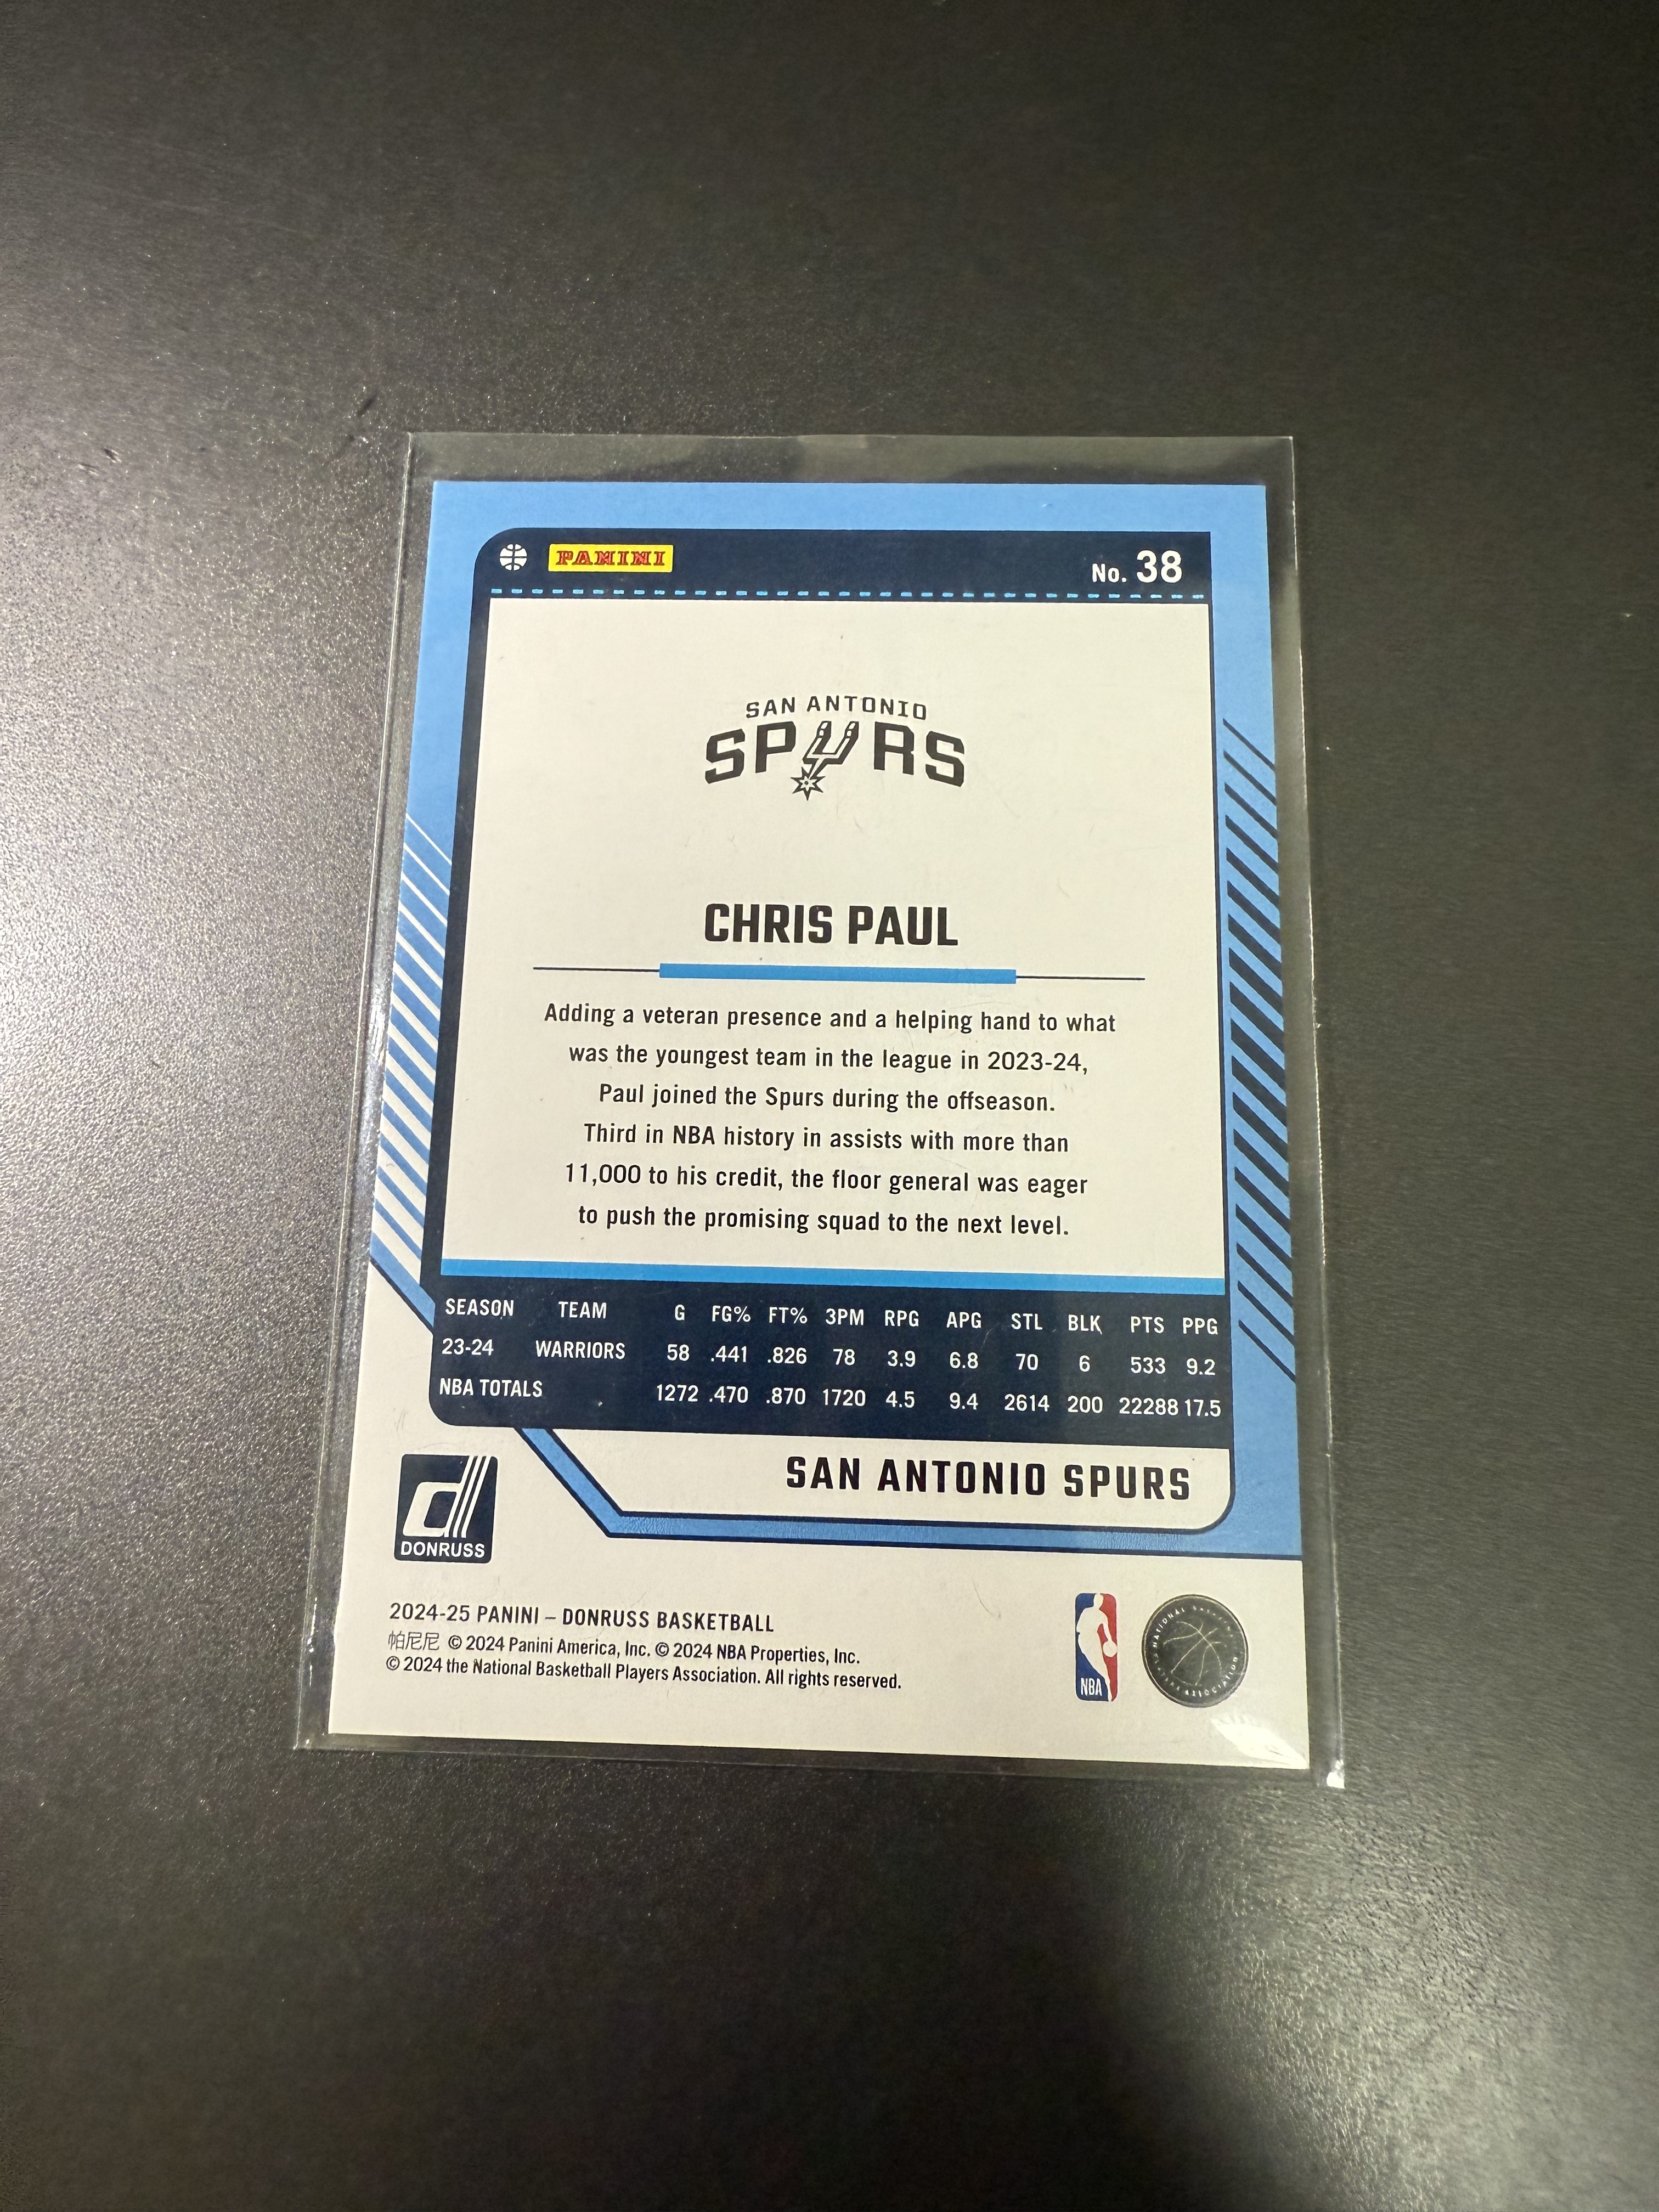 PANINI
No. 38
SAN ANTONIO
SPURS
CHRIS PAUL
Adding a veteran presence and a helping hand to what
was the youngest team in the league in 2023-24,
Paul joined the Spurs during the offseason.
Third in NBA history in assists with more than
11,000 to his credit, the floor general was eager
to push the promising squad to the next level.
SEASON TEAM G FG% FT% 3PM RPG APG STL BLK PTS PPG
23-24 WARRIORS 58 .441 .826 78 3.9 6.8 70 6 533 9.2
NBA TOTALS 1272 .470 .870 1720 4.5 9.4 2614 200 22288 17.5
SAN ANTONIO SPURS
d
DONRUSS
2024-25 PANINI – DONRUSS BASKETBALL
帕尼尼 © 2024 Panini America, Inc. © 2024 NBA Properties, Inc.
© 2024 the National Basketball Players Association. All rights reserved.
NBA
NATIONAL BASKETBALL
PLAYERS ASSOCIATION